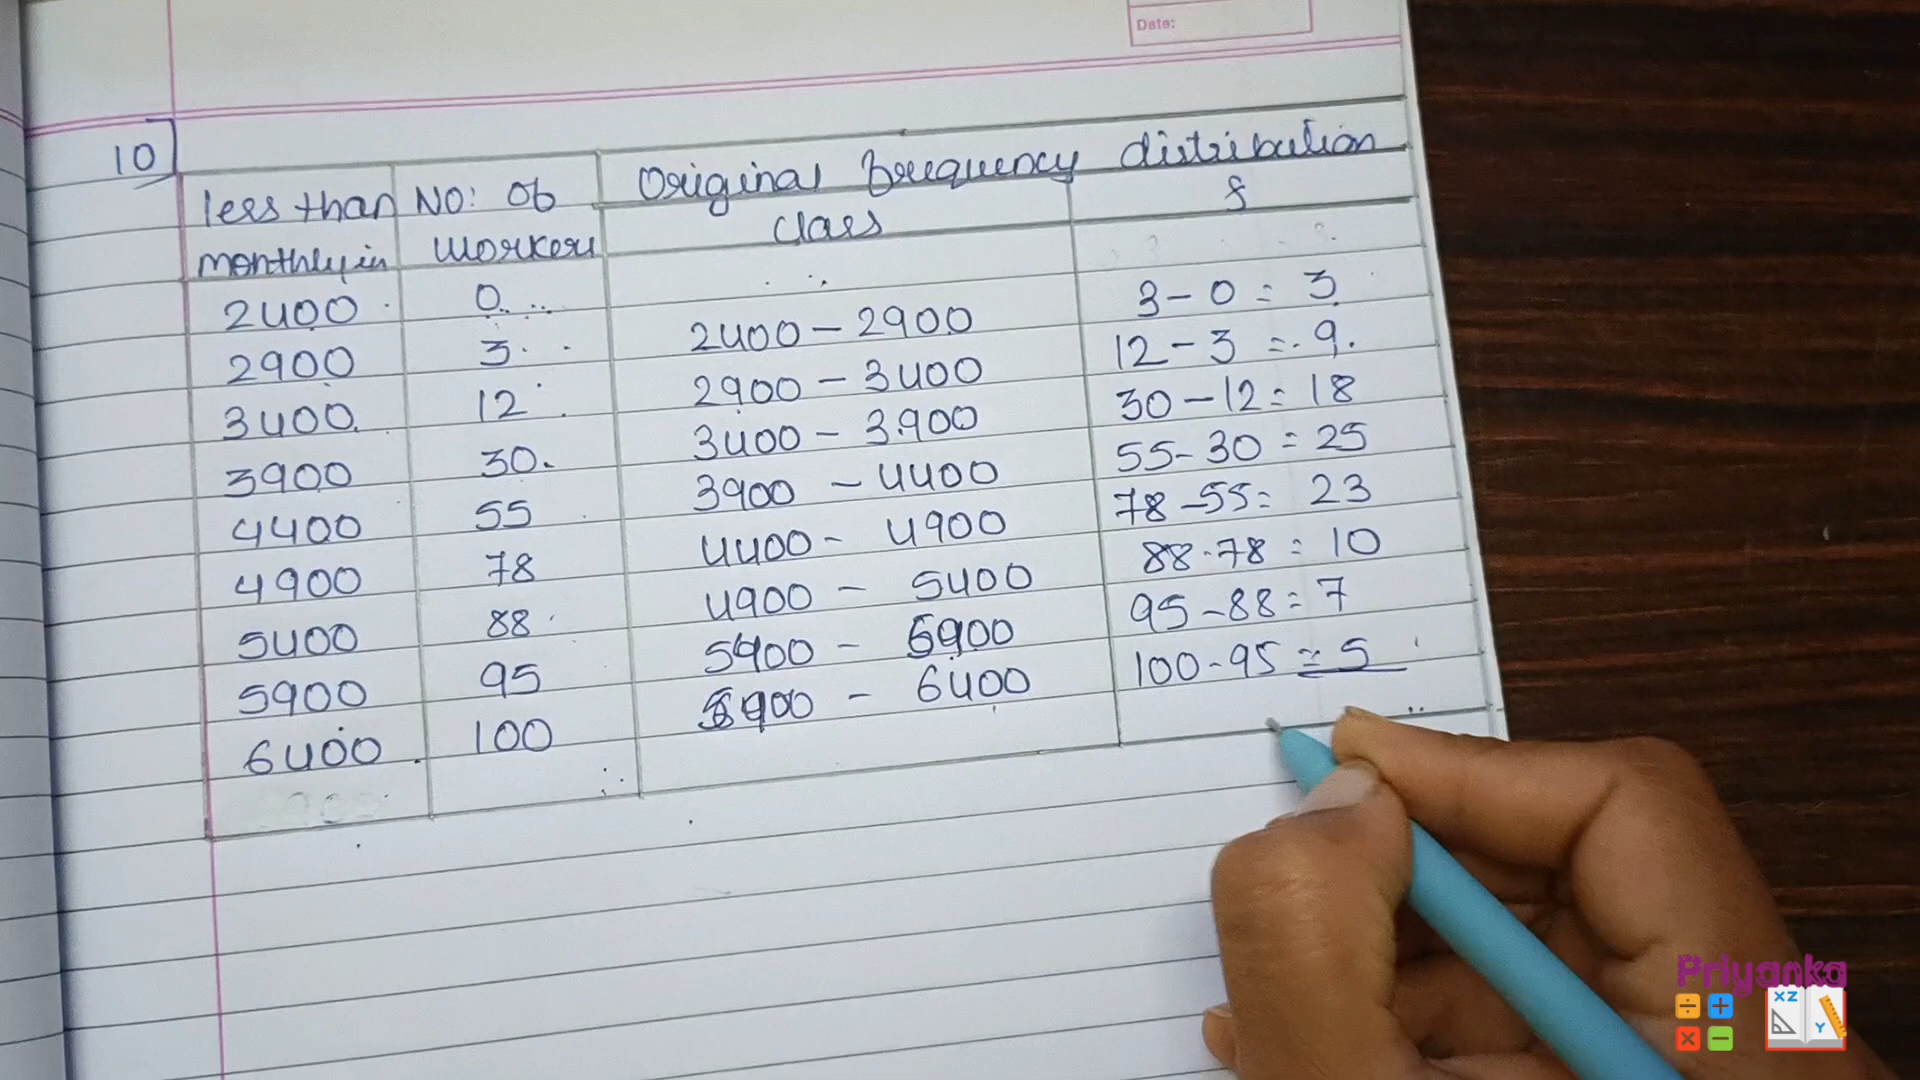 Date:
10]
less than monthly in | No: of workers | Original frequency distribution
class | f
2400 | 0
2900 | 3 | 2400 - 2900 | 3 - 0 = 3
3400 | 12 | 2900 - 3400 | 12 - 3 = 9
3900 | 30 | 3400 - 3900 | 30 - 12 = 18
4400 | 55 | 3900 - 4400 | 55 - 30 = 25
4900 | 78 | 4400 - 4900 | 78 - 55 = 23
5400 | 88 | 4900 - 5400 | 88 - 78 = 10
5900 | 95 | 5400 - 5900 | 95 - 88 = 7
6400 | 100 | 5900 - 6400 | 100 - 95 = 5
Priyanka
XZ
Y